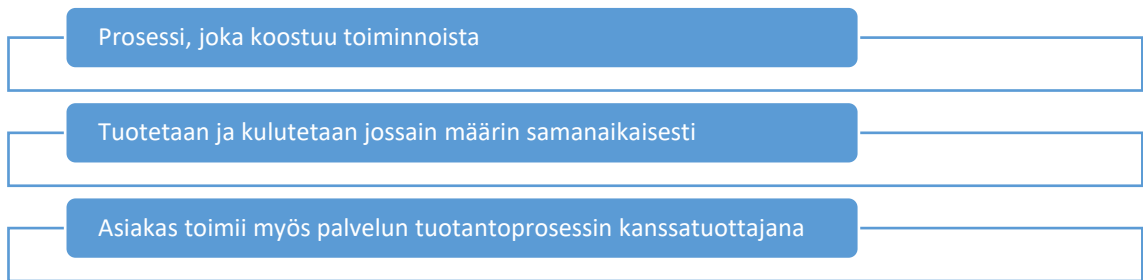 Prosessi, joka koostuu toiminnoista
Tuotetaan ja kulutetaan jossain määrin samanaikaisesti
Asiakas toimii myös palvelun tuotantoprosessin kanssatuottajana